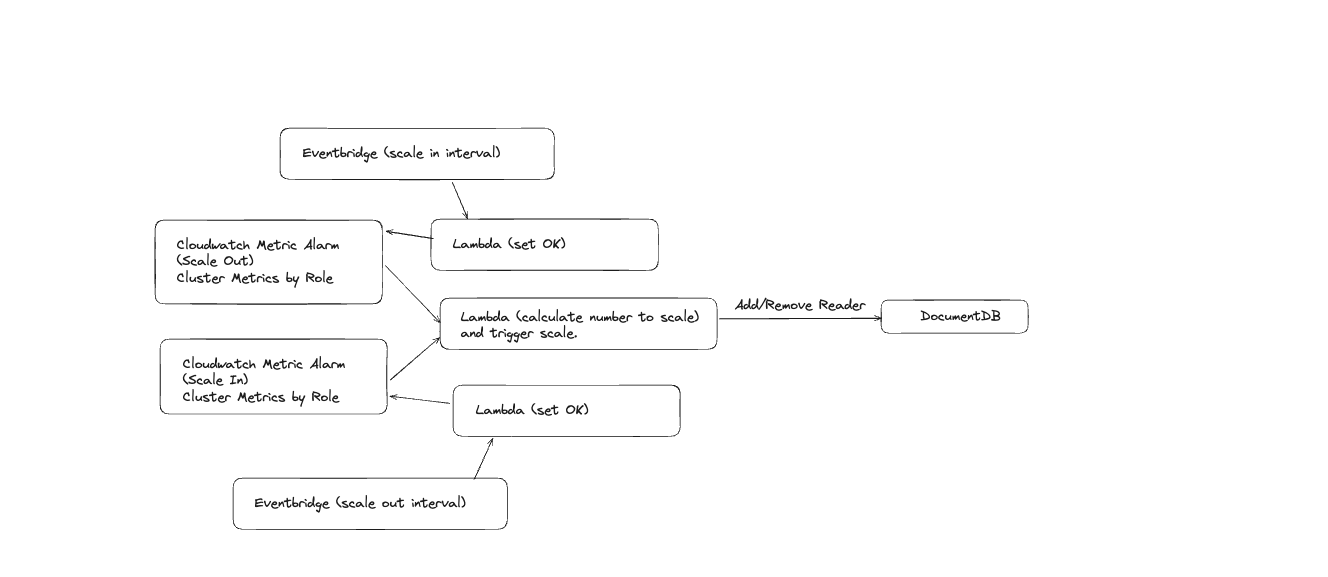 Eventbridge (scale in interval)
Cloudwatch Metric Alarm
(Scale Out)
Cluster Metrics by Role
Lambda (set OK)
Lambda (calculate number to scale)
and trigger scale.
Add/Remove Reader
DocumentDB
Cloudwatch Metric Alarm
(Scale In)
Cluster Metrics by Role
Lambda (set OK)
Eventbridge (scale out interval)